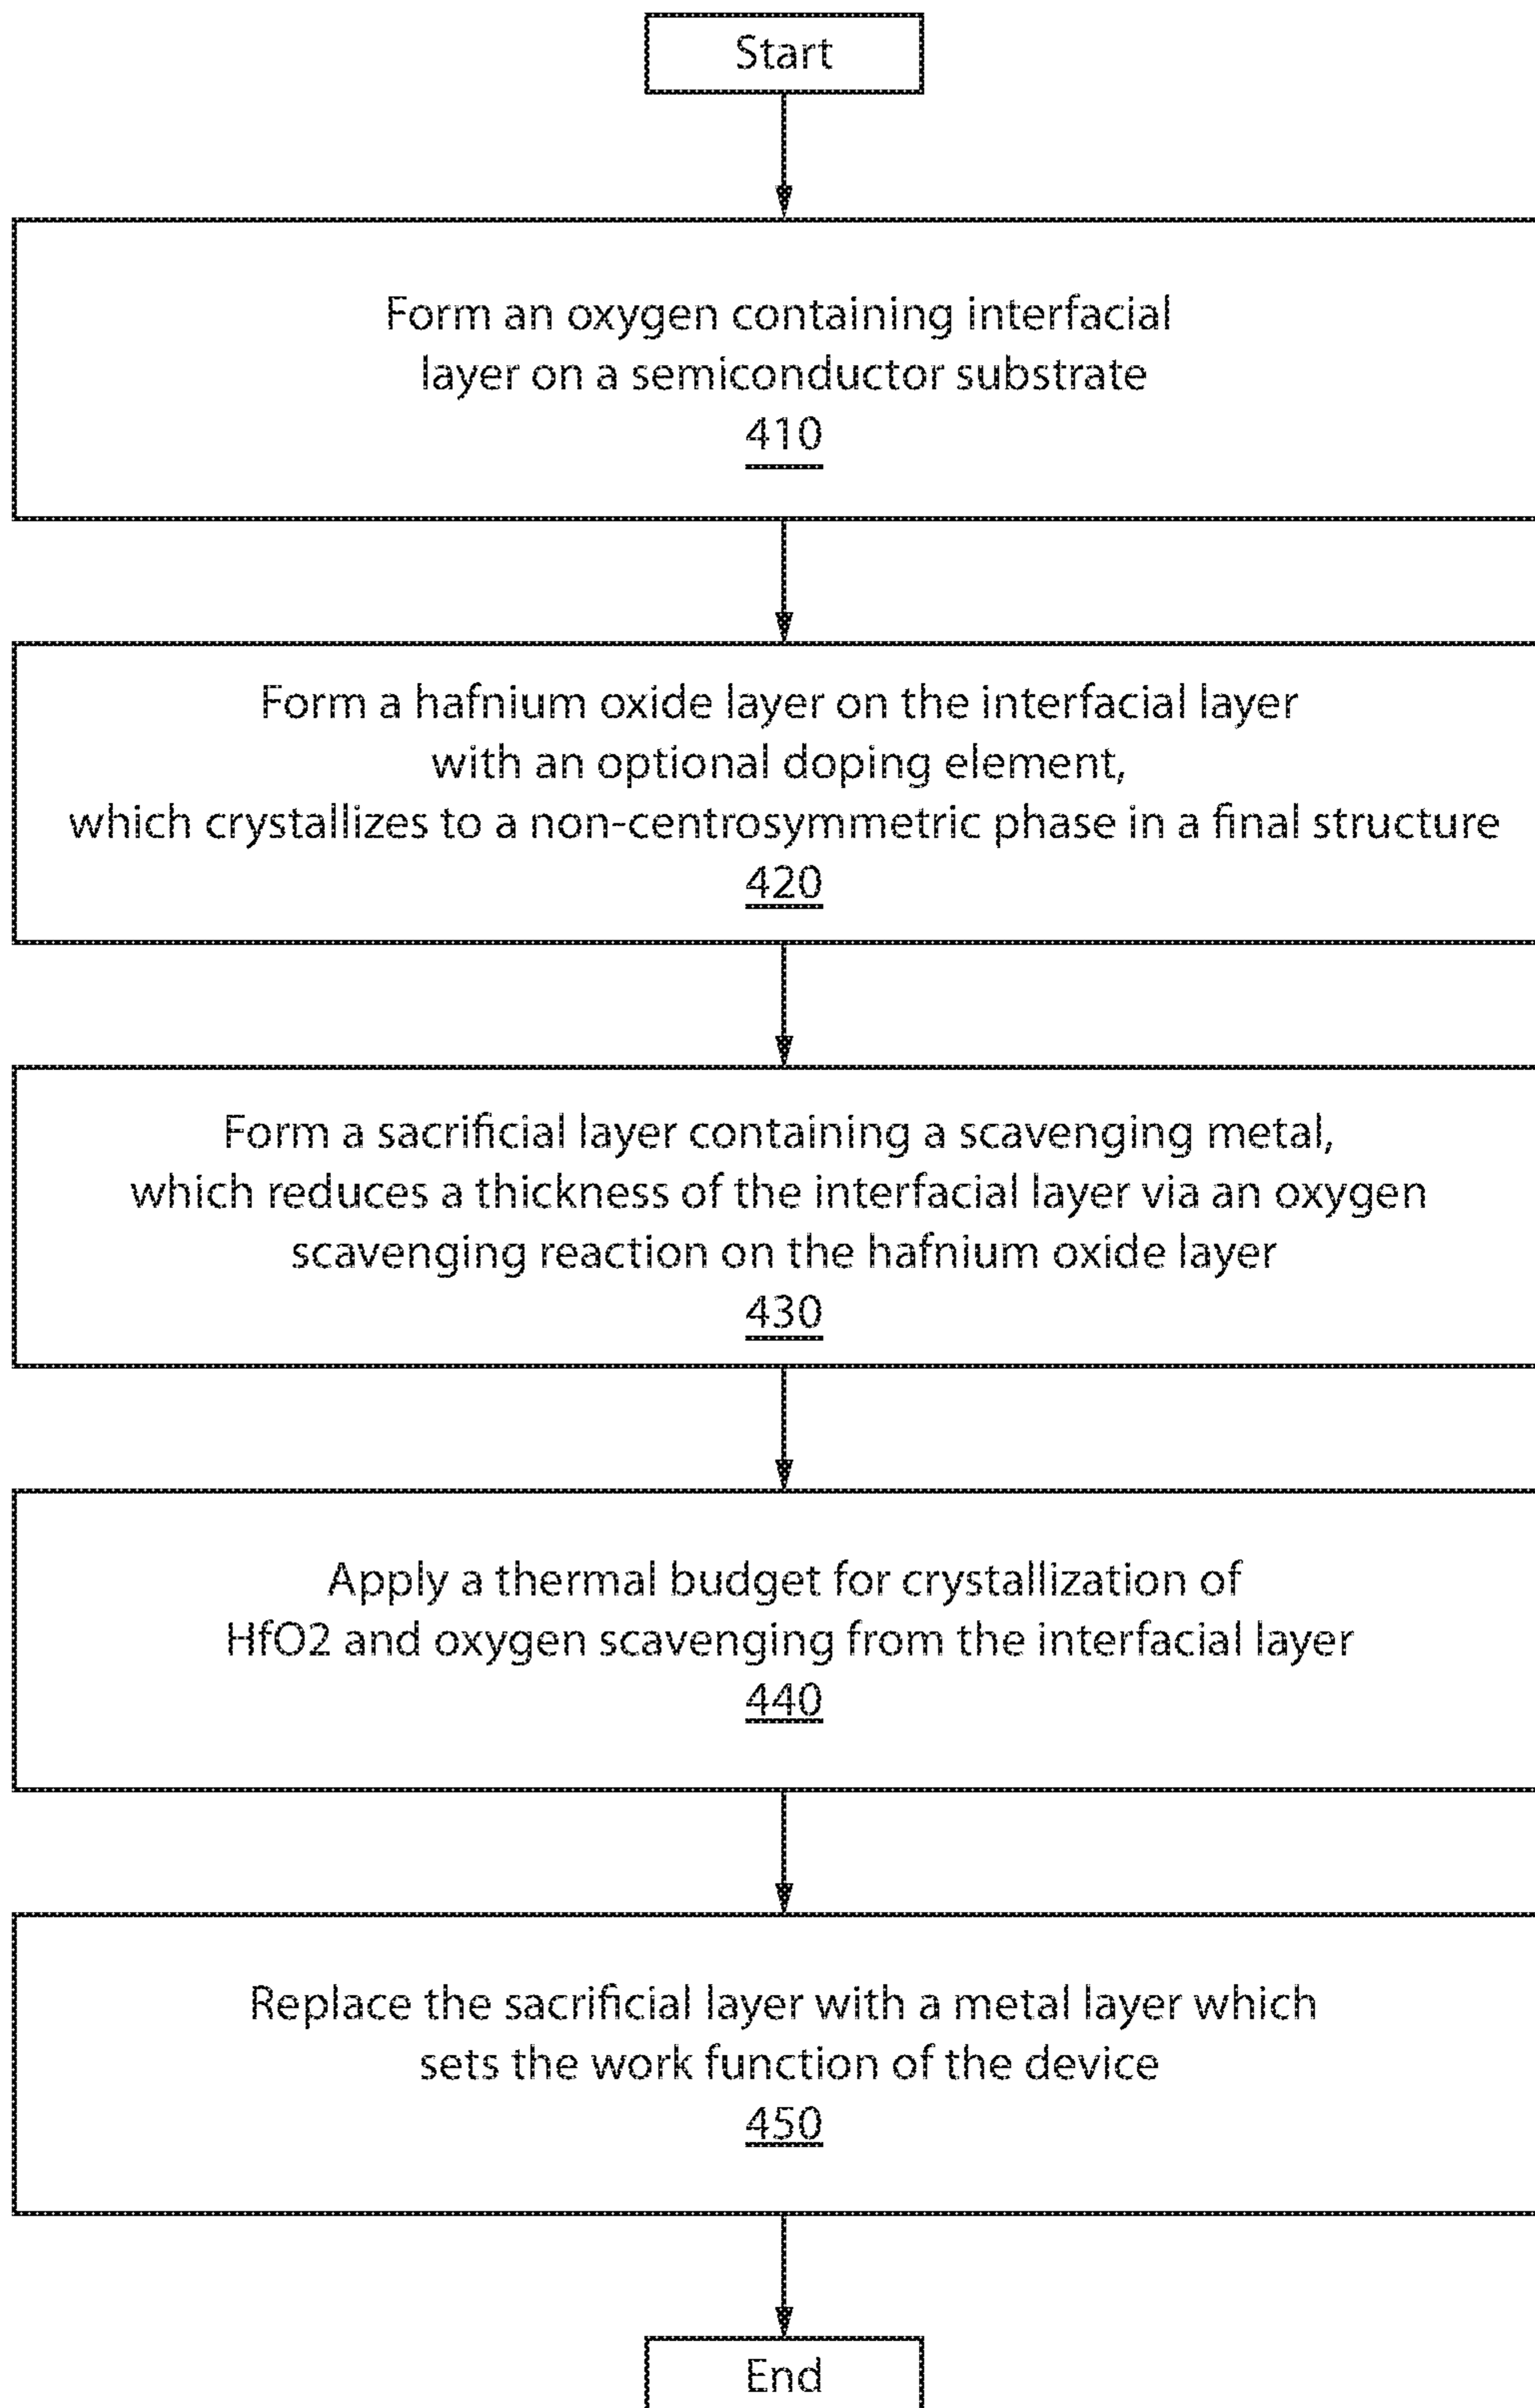 Start
Form an oxygen containing interfacial
layer on a semiconductor substrate
410
Form a hafnium oxide layer on the interfacial layer
with an optional doping element,
which crystallizes to a non-centrosymmetric phase in a final structure
420
Form a sacrificial layer containing a scavenging metal,
which reduces a thickness of the interfacial layer via an oxygen
scavenging reaction on the hafnium oxide layer
430
Apply a thermal budget for crystallization of
HfO2 and oxygen scavenging from the interfacial layer
440
Replace the sacrificial layer with a metal layer which
sets the work function of the device
450
End